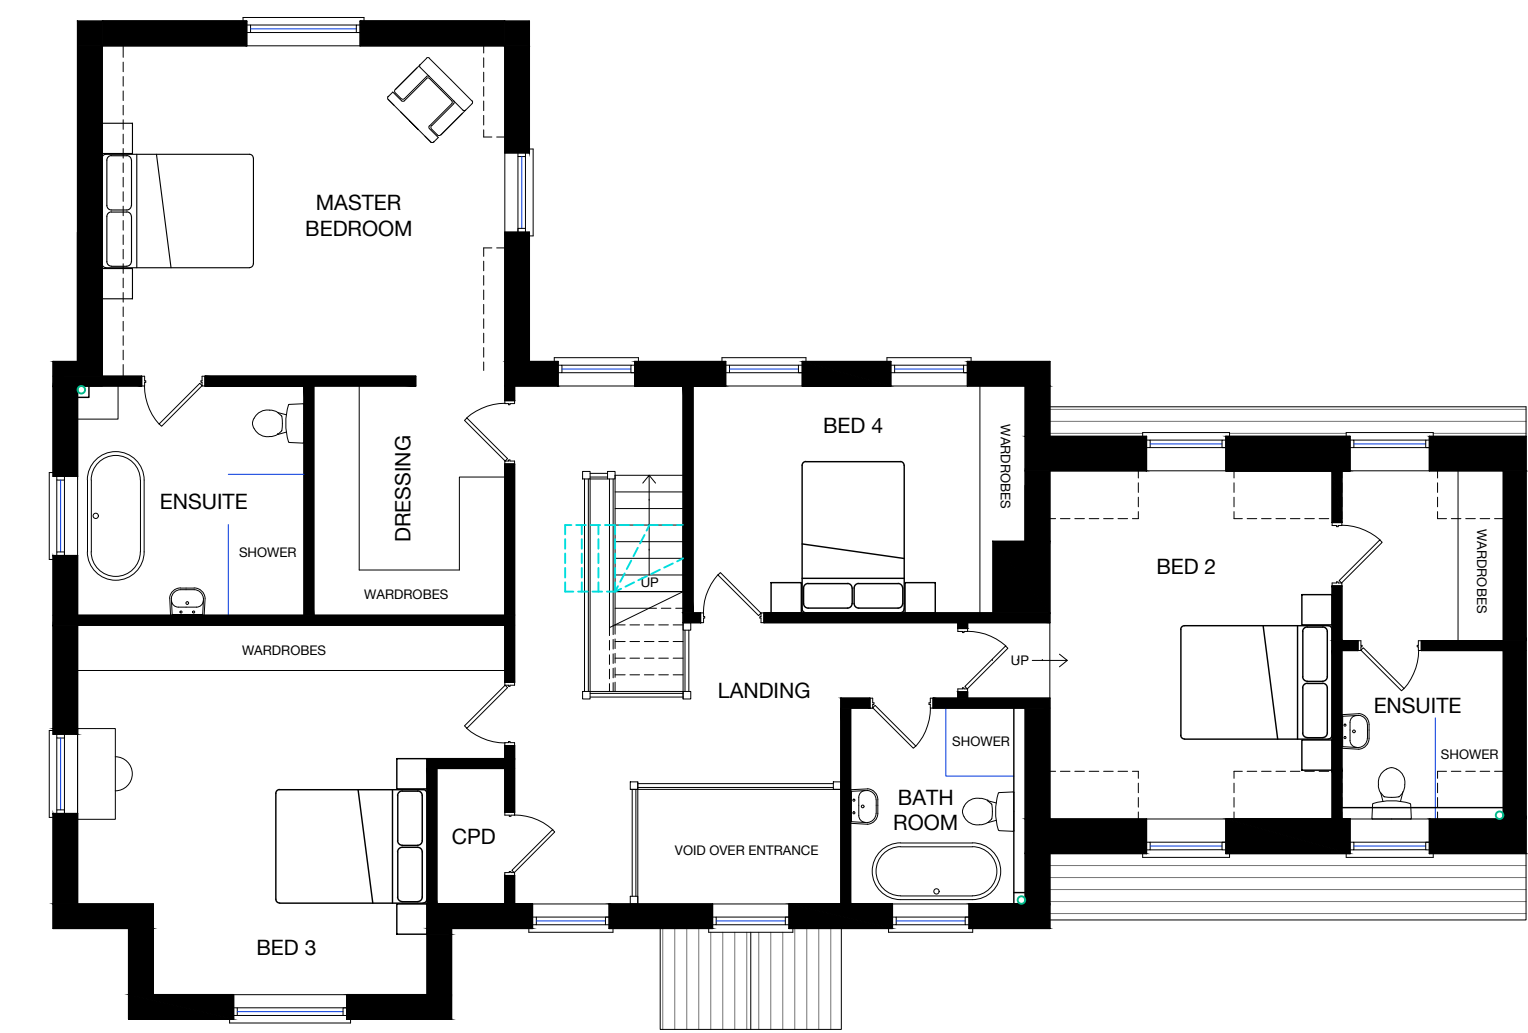 MASTER
BEDROOM
BED 4
WARDROBES
DRESSING
ENSUITE
SHOWER
WARDROBES
UP
BED 2
WARDROBES
WARDROBES
LANDING
UP
ENSUITE
SHOWER
SHOWER
BATH
ROOM
CPD
VOID OVER ENTRANCE
BED 3